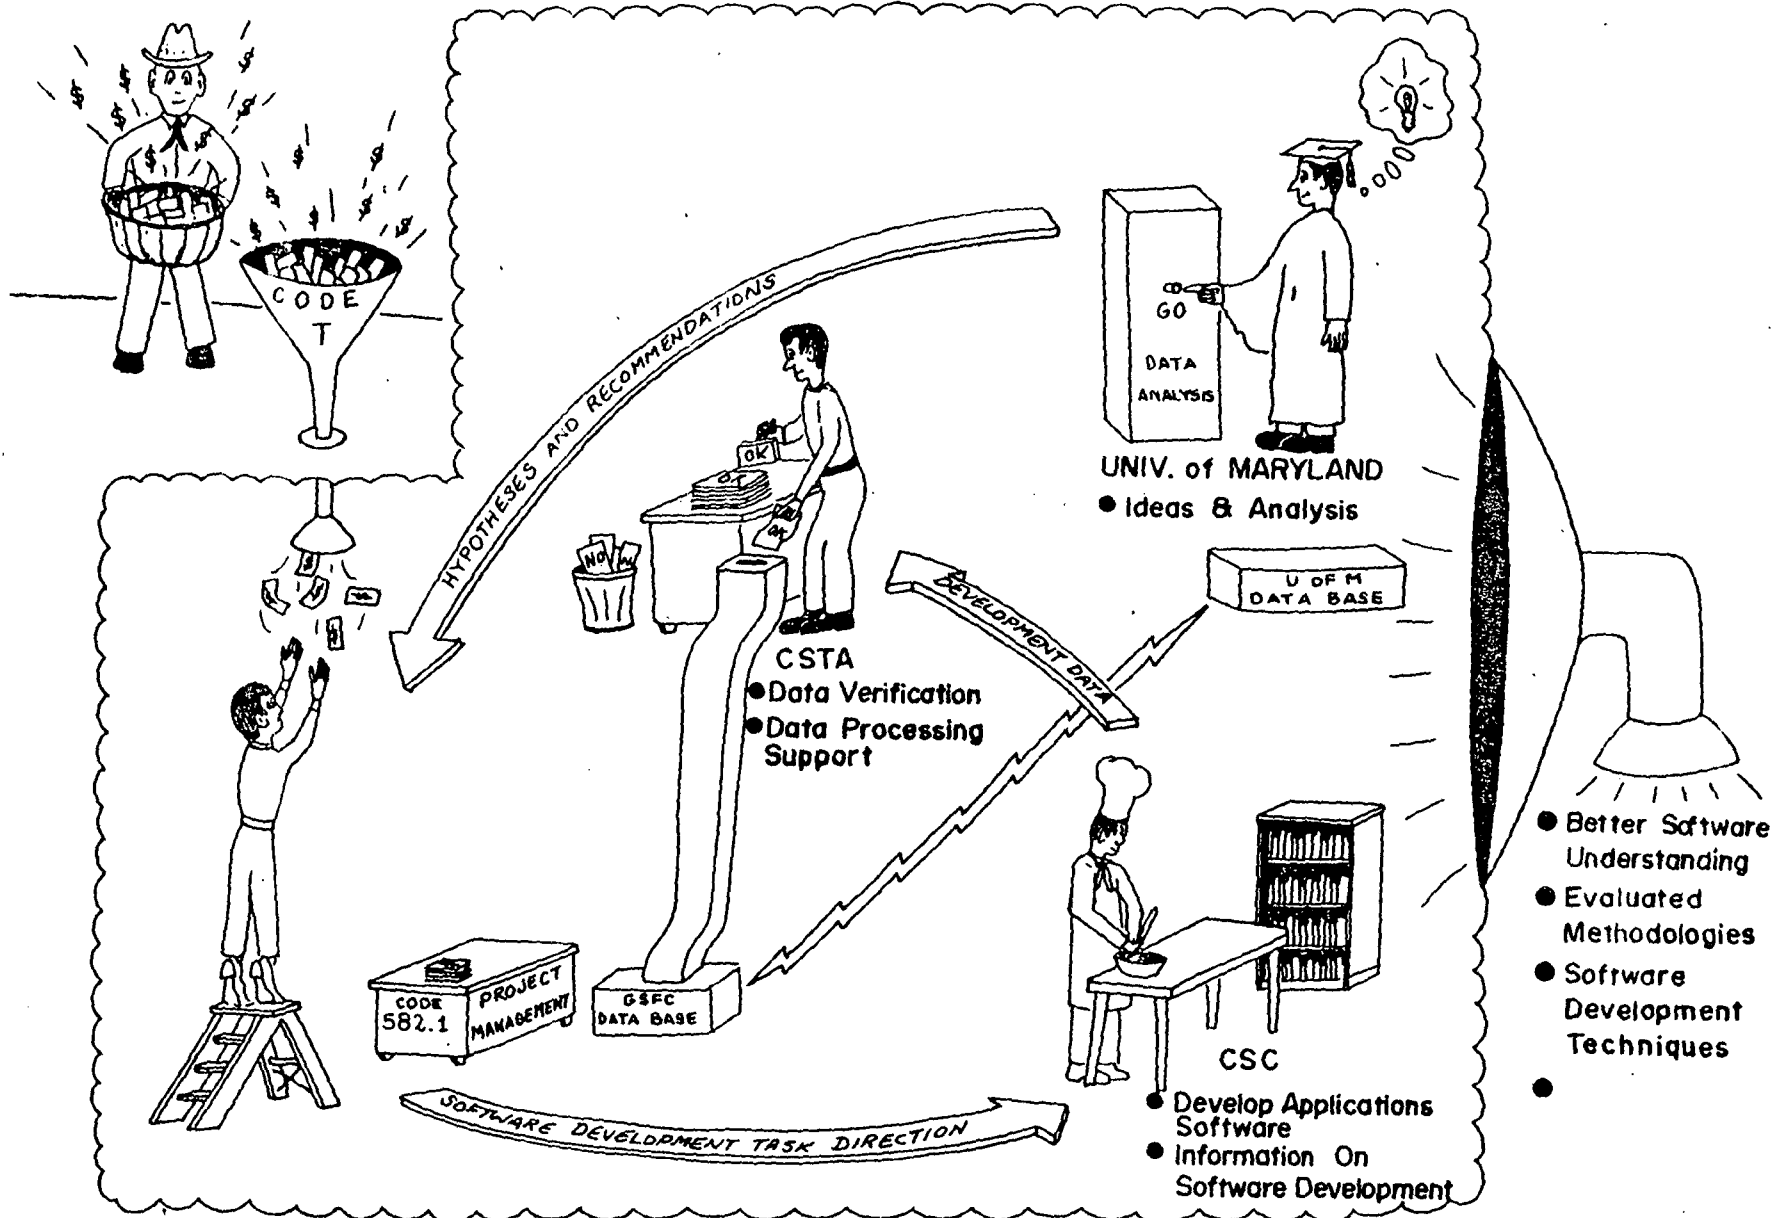 CODE
T
HYPOTHESES AND RECOMMENDATIONS
GO
DATA
ANALYSIS
UNIV. of MARYLAND
● Ideas & Analysis
OK
OK
OK
NO
CSTA
● Data Verification
● Data Processing
Support
DEVELOPMENT DATA
U OF M
DATA BASE
CODE
582.1
PROJECT
MANAGEMENT
GSFC
DATA BASE
SOFTWARE DEVELOPMENT TASK DIRECTION
CSC
● Develop Applications
Software
● Information On
Software Development
● Better Software
Understanding
● Evaluated
Methodologies
● Software
Development
Techniques
●